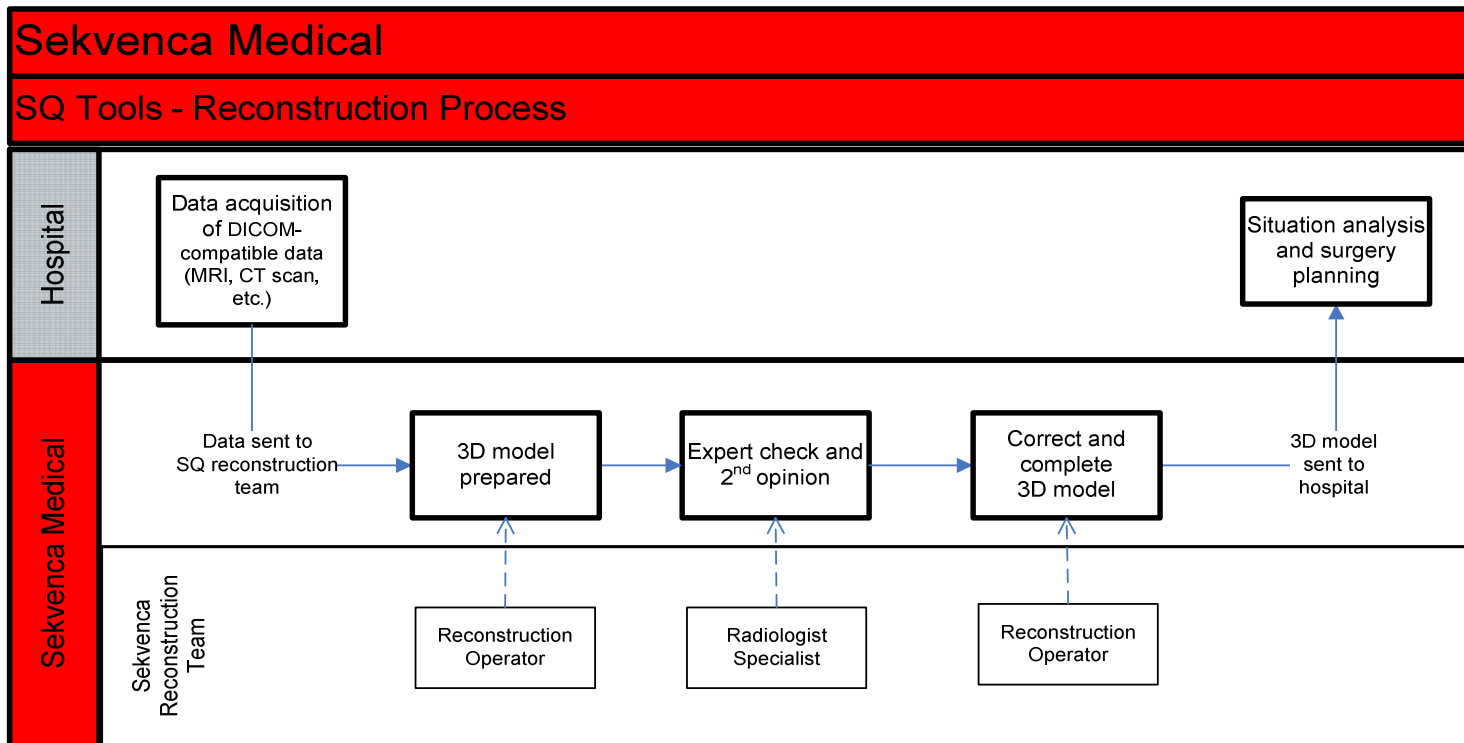 Sekvenca Medical
SQ Tools - Reconstruction Process
Hospital
Data acquisition
of DICOM-
compatible data
(MRI, CT scan,
etc.)
Situation analysis
and surgery
planning
Sekvenca Medical
Data sent to
SQ reconstruction
team
3D model
prepared
Expert check and
2nd opinion
Correct and
complete
3D model
3D model
sent to
hospital
Sekvenca
Reconstruction
Team
Reconstruction
Operator
Radiologist
Specialist
Reconstruction
Operator